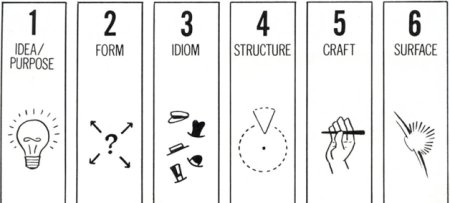 1
IDEA/
PURPOSE
2
FORM
?
3
IDIOM
4
STRUCTURE
5
CRAFT
6
SURFACE